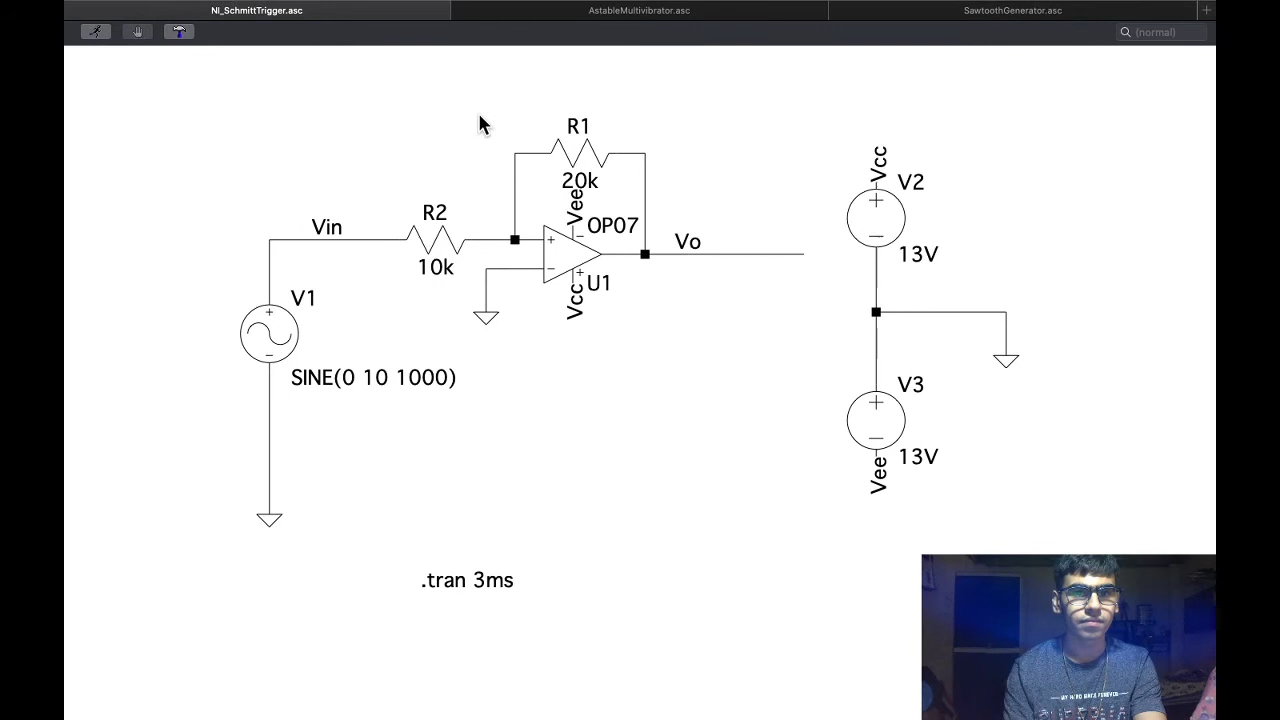 NI_SchmittTrigger.asc
AstableMultivibrator.asc
SawtoothGenerator.asc
(normal)
R1
20k
Vee
OP07
R2
10k
Vin
Vo
U1
Vcc
V1
SINE(0 10 1000)
Vcc
V2
13V
V3
13V
Vee
.tran 3ms